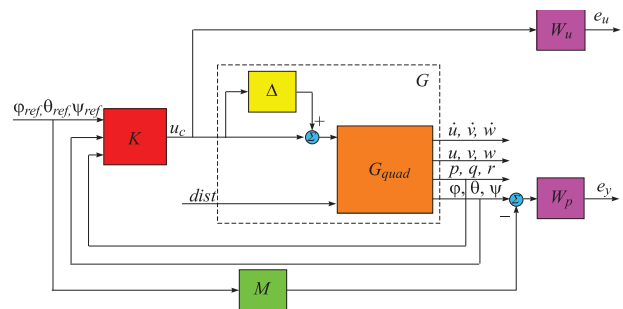 W_u
e_u
G
Δ
φ_ref, θ_ref, ψ_ref
K
u_c
+
Σ
u̇, v̇, ẇ
u, v, w
G_quad
p, q, r
φ, θ, ψ
Σ
−
W_p
e_y
dist
M